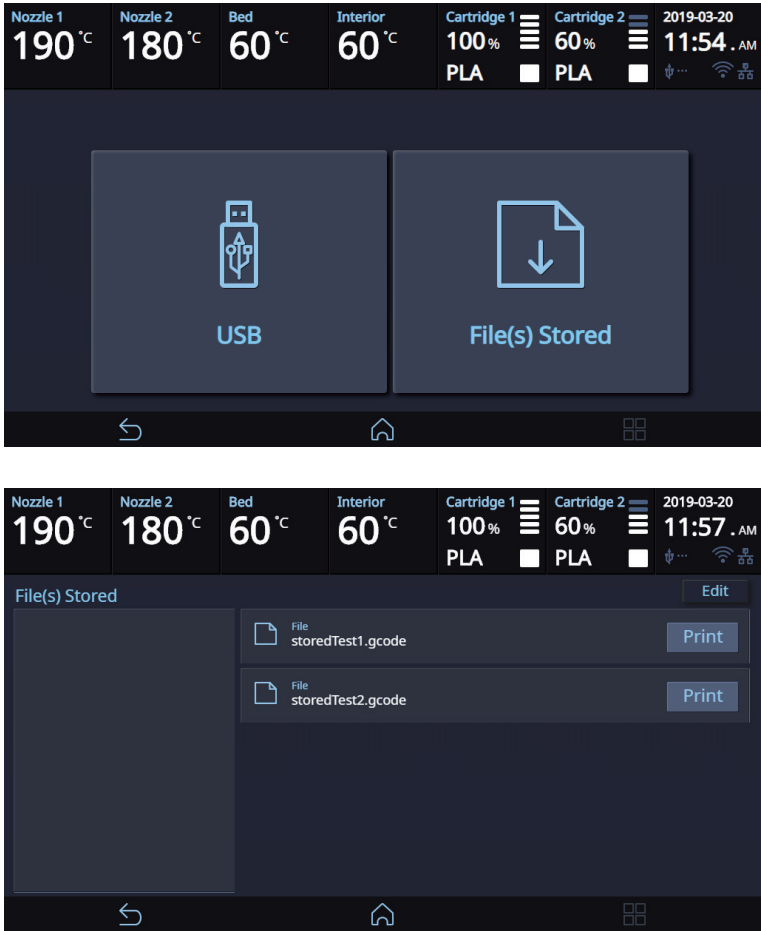 Nozzle 1 Nozzle 2 Bed Interior Cartridge 1 Cartridge 2 2019-03-20
190 °C 180 °C 60 °C 60 °C 100 % 60 % 11:54 . AM
PLA PLA
USB File(s) Stored
Nozzle 1 Nozzle 2 Bed Interior Cartridge 1 Cartridge 2 2019-03-20
190 °C 180 °C 60 °C 60 °C 100 % 60 % 11:57 . AM
PLA PLA
File(s) Stored Edit
File
storedTest1.gcode Print
File
storedTest2.gcode Print